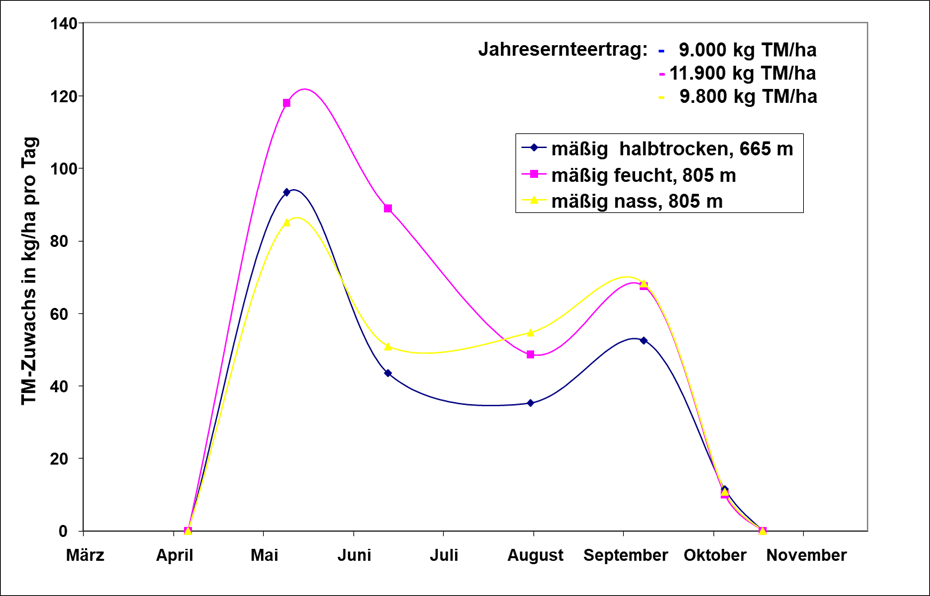 Jahresernteertrag: - 9.000 kg TM/ha
- 11.900 kg TM/ha
- 9.800 kg TM/ha
mäßig halbtrocken, 665 m
mäßig feucht, 805 m
mäßig nass, 805 m
TM-Zuwachs in kg/ha pro Tag
140
120
100
80
60
40
20
0
März April Mai Juni Juli August September Oktober November